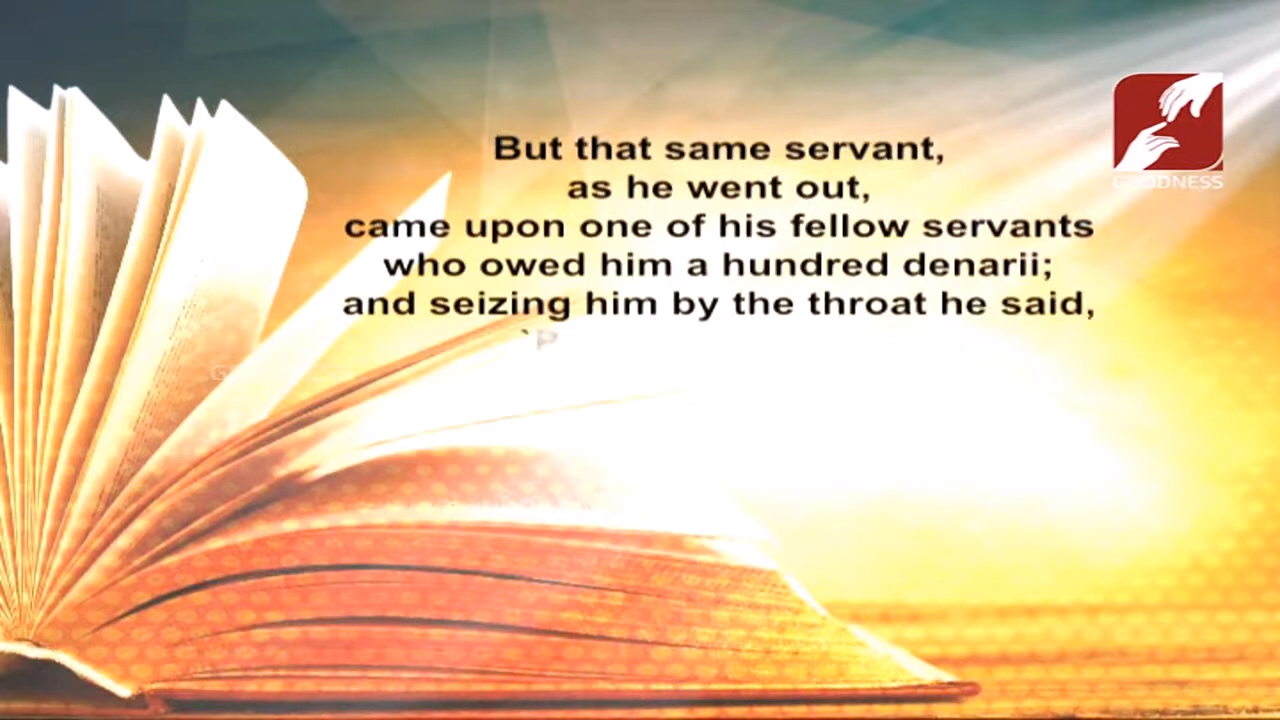 But that same servant,
as he went out,
came upon one of his fellow servants
who owed him a hundred denarii;
and seizing him by the throat he said,
`P
GOODNESS